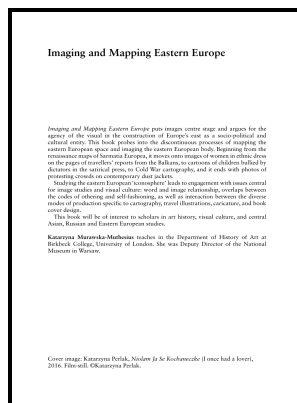 Imaging and Mapping Eastern Europe
Imaging and Mapping Eastern Europe puts images centre stage and argues for the
agency of the visual in the construction of Europe's east as a socio-political and
cultural entity. This book probes into the discontinuous processes of mapping the
eastern European space and imaging the eastern European body. Beginning from the
renaissance maps of Sarmatia Europea, it moves onto images of women in ethnic dress
on the pages of travellers' reports from the Balkans, to cartoons of children bullied by
dictators in the satirical press, to Cold War cartography, and it ends with photos of
protesting crowds on contemporary dust jackets.
Studying the eastern European 'iconosphere' leads to engagement with issues central
for image studies and visual culture: word and image relationship, overlaps between
the codes of othering and self-fashioning, as well as interaction between the diverse
modes of production specific to cartography, travel illustrations, caricature, and book
cover design.
This book will be of interest to scholars in art history, visual culture, and central
Asian, Russian and Eastern European studies.
Katarzyna Murawska-Muthesius teaches in the Department of History of Art at
Birkbeck College, University of London. She was Deputy Director of the National
Museum in Warsaw.
Cover image: Katarzyna Perlak, Niolam Ja Se Kochaneczke (I once had a lover),
2016. Film-still. ©Katarzyna Perlak.